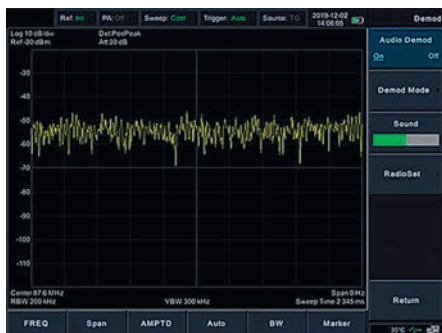 Ref: Int PA: Off Sweep: Cont Trigger: Auto Source: TG 2019-12-02 14:06:05 Demod
Log 10 dB/div Det:PosPeak
Ref -20 dBm Att:20 dB
Audio Demod
On Off
-30
-40
-50
-60
-70
-80
-90
-100
-110
Demod Mode
Sound
RadioSet
Return
Center 87.6 MHz Span 0 Hz
RBW 200 kHz VBW 300 kHz Sweep Time 2.345 ms
FREQ Span AMPTD Auto BW Marker
35°C